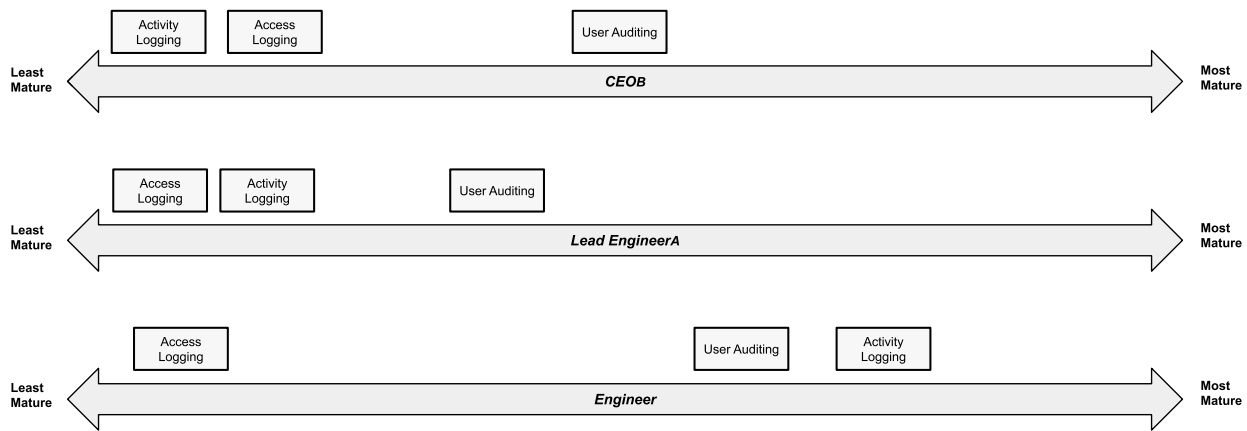 Activity
Logging
Access
Logging
User Auditing
Least
Mature
CEOB
Most
Mature
Access
Logging
Activity
Logging
User Auditing
Least
Mature
Lead EngineerA
Most
Mature
Access
Logging
User Auditing
Activity
Logging
Least
Mature
Engineer
Most
Mature